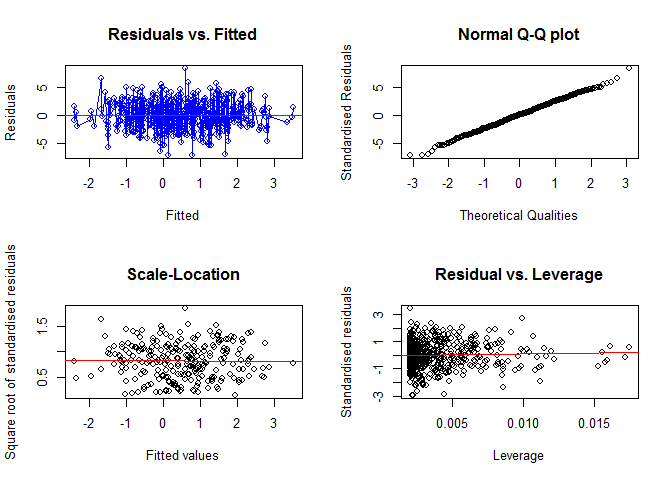 Residuals vs. Fitted
Residuals
5
0
-5
-2 -1 0 1 2 3
Fitted
Normal Q-Q plot
Standardised Residuals
5
0
-5
-3 -2 -1 0 1 2 3
Theoretical Qualities
Scale-Location
Square root of standardised residuals
1.5
0.5
-2 -1 0 1 2 3
Fitted values
Residual vs. Leverage
Standardised residuals
3
1
-1
-3
0.005 0.010 0.015
Leverage